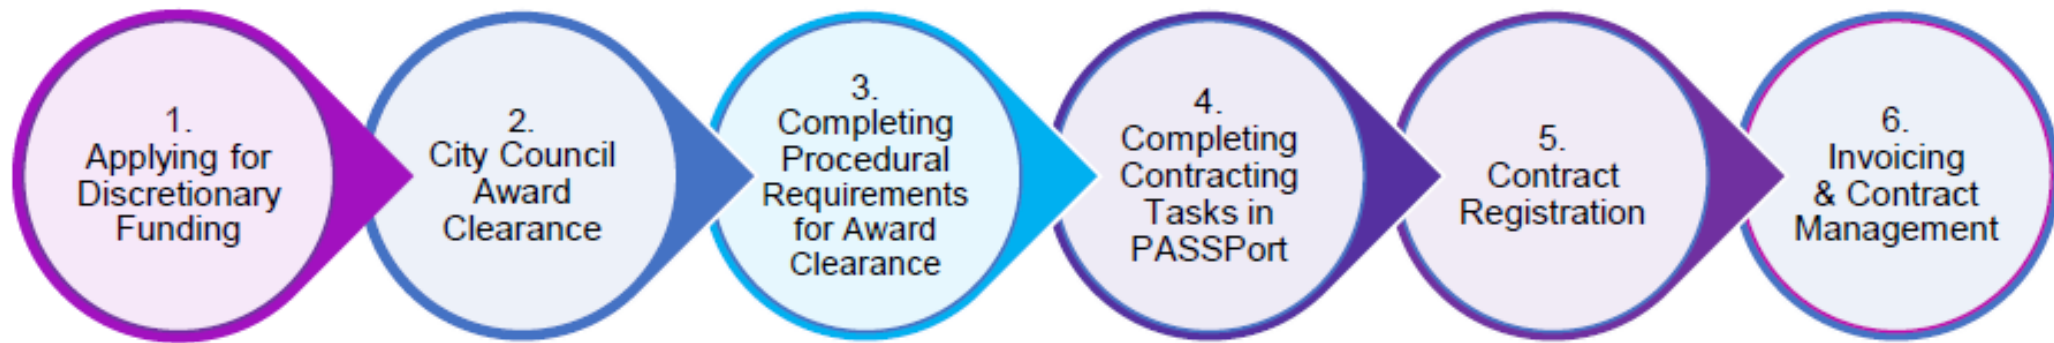 1.
Applying for
Discretionary
Funding
2.
City Council
Award
Clearance
3.
Completing
Procedural
Requirements
for Award
Clearance
4.
Completing
Contracting
Tasks in
PASSPort
5.
Contract
Registration
6.
Invoicing
& Contract
Management